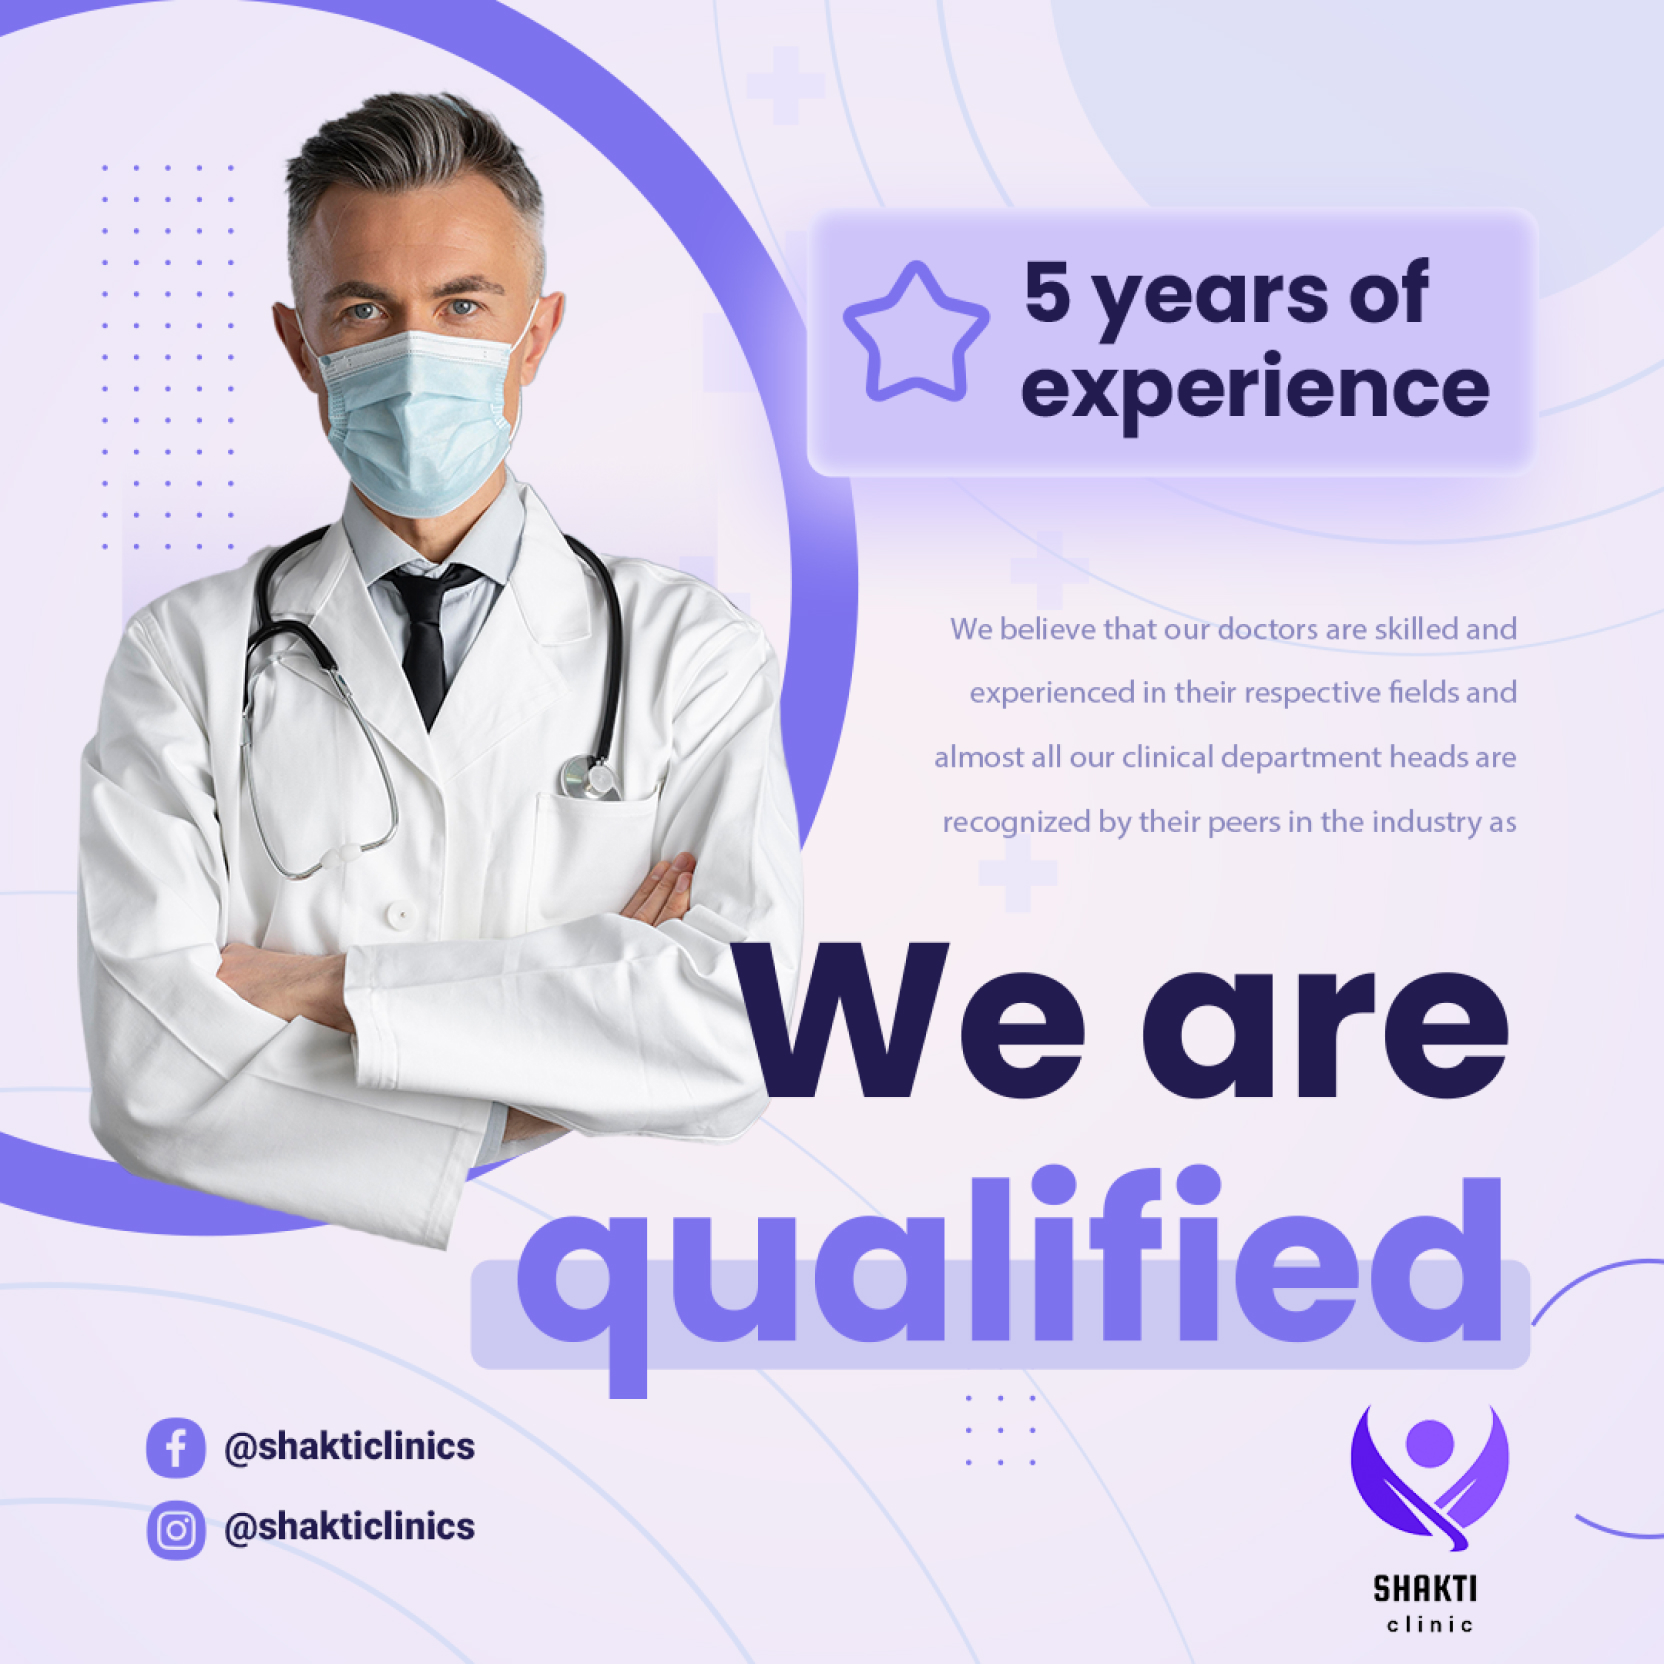 5 years of
experience
We believe that our doctors are skilled and
experienced in their respective fields and
almost all our clinical department heads are
recognized by their peers in the industry as
We are
qualified
@shakticlinics
@shakticlinics
SHAKTI
clinic